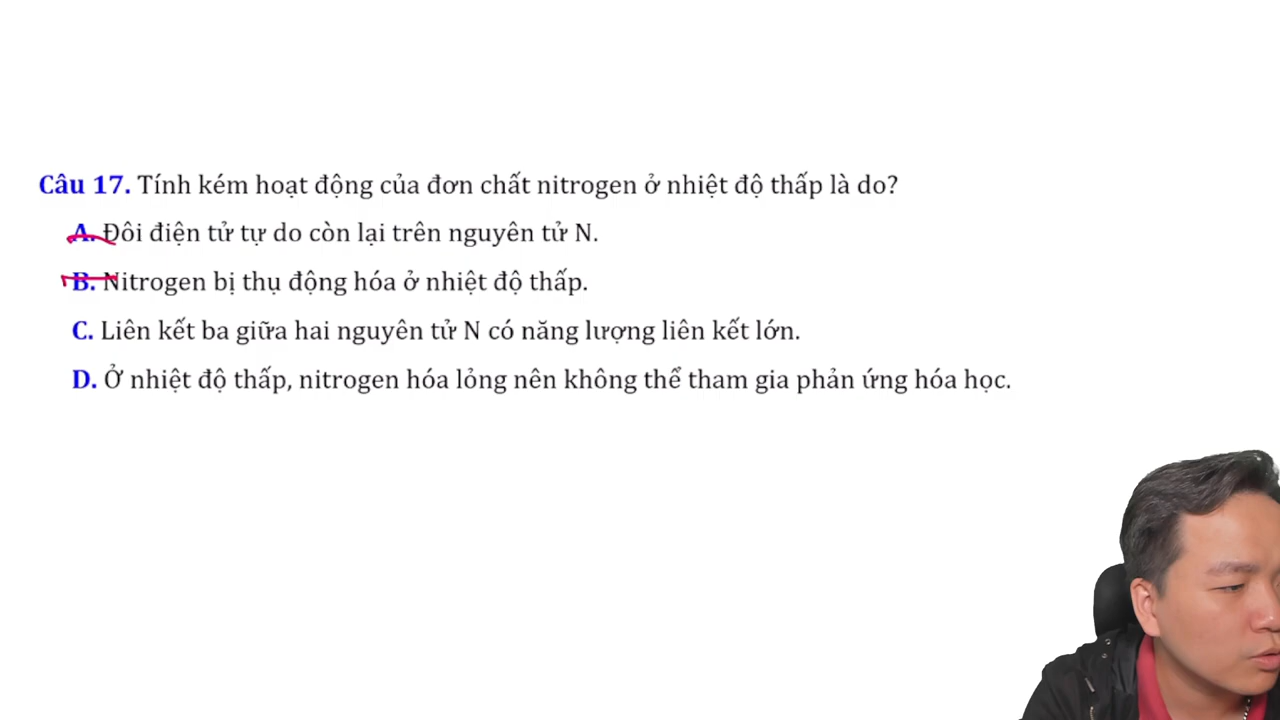 Câu 17. Tính kém hoạt động của đơn chất nitrogen ở nhiệt độ thấp là do?
A. Đôi điện tử tự do còn lại trên nguyên tử N.
B. Nitrogen bị thụ động hóa ở nhiệt độ thấp.
C. Liên kết ba giữa hai nguyên tử N có năng lượng liên kết lớn.
D. Ở nhiệt độ thấp, nitrogen hóa lỏng nên không thể tham gia phản ứng hóa học.